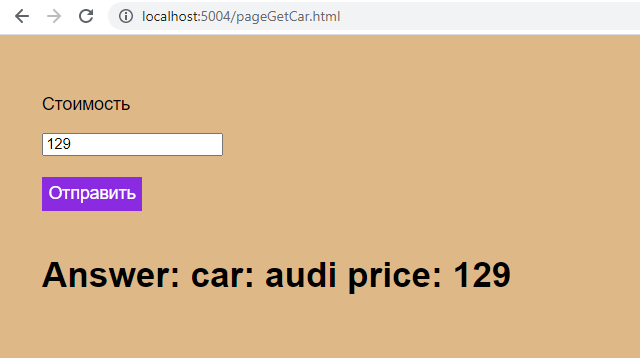 localhost:5004/pageGetCar.html
Стоимость
129
Отправить
Answer: car: audi price: 129